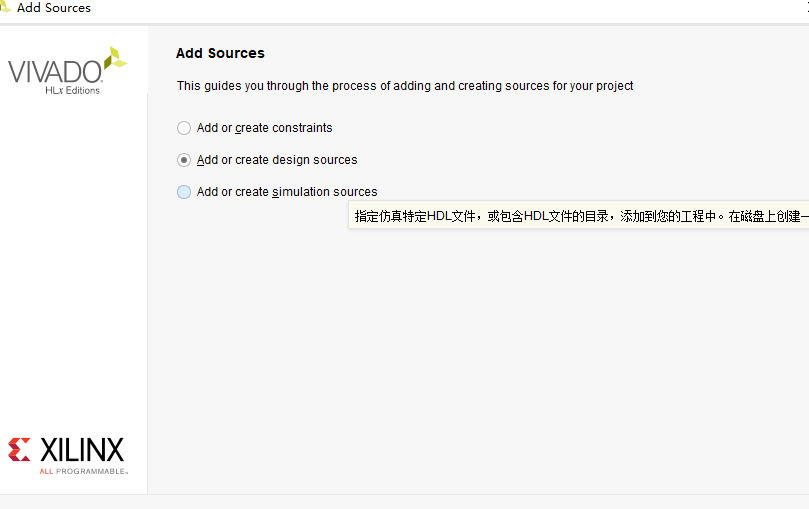 Add Sources
VIVADO
HLx Editions
Add Sources
This guides you through the process of adding and creating sources for your project
Add or create constraints
Add or create design sources
Add or create simulation sources
指定仿真特定HDL文件，或包含HDL文件的目录，添加到您的工程中。在磁盘上创建一
XILINX
ALL PROGRAMMABLE™